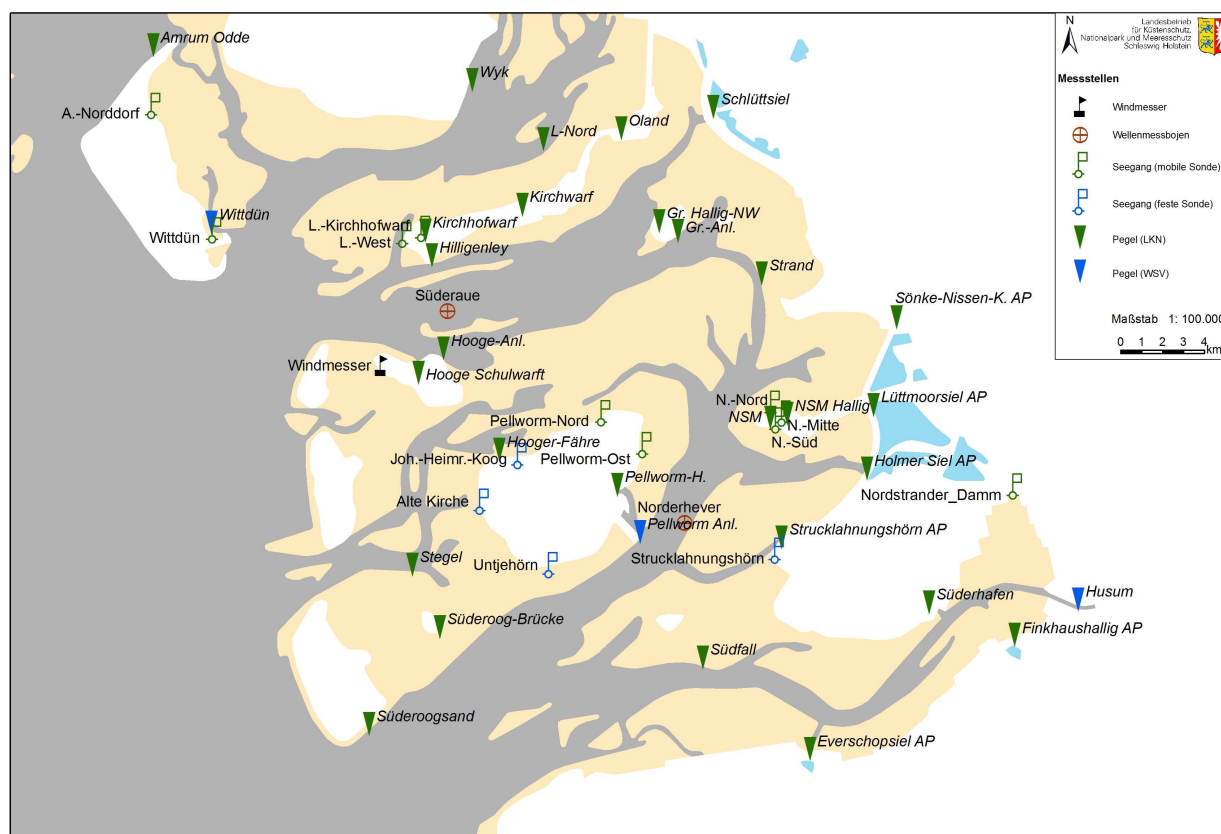 Amrum Odde
Wyk
A.-Norddorf
L-Nord
Oland
Schlüttsiel
Kirchwarf
Wittdün
Wittdün
L.-Kirchhofwarf
Kirchhofwarf
L.-West
Hilligenley
Gr. Hallig-NW
Gr.-Anl.
Strand
Süderaue
Sönke-Nissen-K. AP
Hooge-Anl.
Windmesser
Hooge Schulwarft
N.-Nord
NSM Hallig
Lüttmoorsiel AP
NSM
N.-Mitte
N.-Süd
Pellworm-Nord
Hooger-Fähre
Joh.-Heimr.-Koog
Pellworm-Ost
Holmer Siel AP
Pellworm-H.
Nordstrander_Damm
Alte Kirche
Norderhever
Pellworm Anl.
Strucklahnungshörn AP
Strucklahnungshörn
Stegel
Untjehörn
Süderhafen
Husum
Süderoog-Brücke
Finkhaushallig AP
Südfall
Süderoogsand
Everschopsiel AP
N
Landesbetrieb
für Küstenschutz,
Nationalpark und Meeresschutz
Schleswig Holstein
Messstellen
Windmesser
Wellenmessbojen
Seegang (mobile Sonde)
Seegang (feste Sonde)
Pegel (LKN)
Pegel (WSV)
Maßstab 1: 100.000
0 1 2 3 4
km